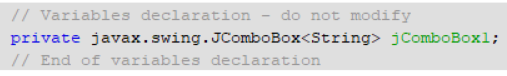 // Variables declaration - do not modify
private javax.swing.JComboBox<String> jComboBox1;
// End of variables declaration